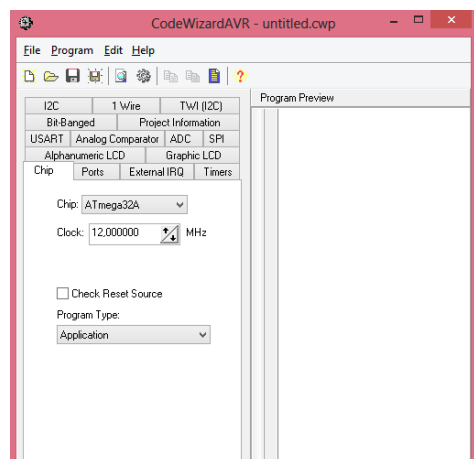 CodeWizardAVR - untitled.cwp
File Program Edit Help
?
I2C 1 Wire TWI (I2C)
Bit-Banged Project Information
USART Analog Comparator ADC SPI
Alphanumeric LCD Graphic LCD
Chip Ports External IRQ Timers
Chip: ATmega32A
Clock: 12,000000 MHz
Check Reset Source
Program Type:
Application
Program Preview